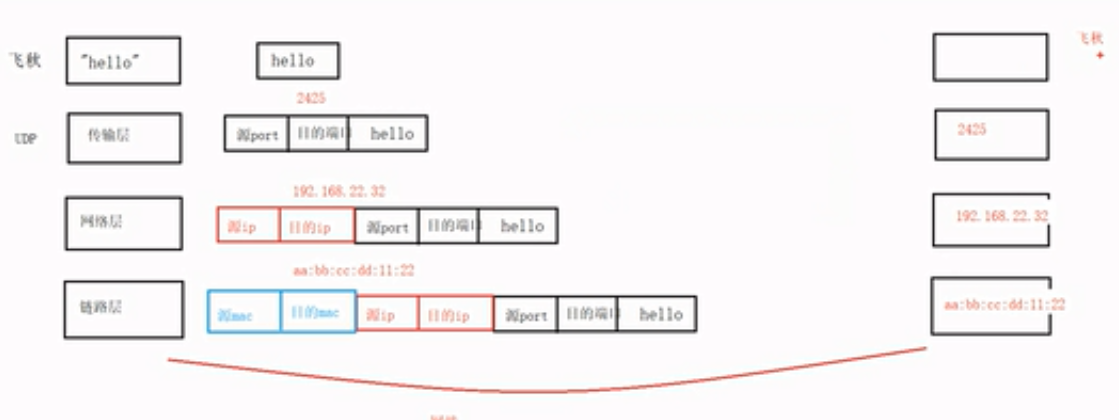 飞秋 "hello" hello 飞秋
2425
UDP 传输层 源port 目的端口 hello 2425
192.168.22.32
网络层 源ip 目的ip 源port 目的端口 hello 192.168.22.32
aa:bb:cc:dd:11:22
链路层 源mac 目的mac 源ip 目的ip 源port 目的端口 hello aa:bb:cc:dd:11:22